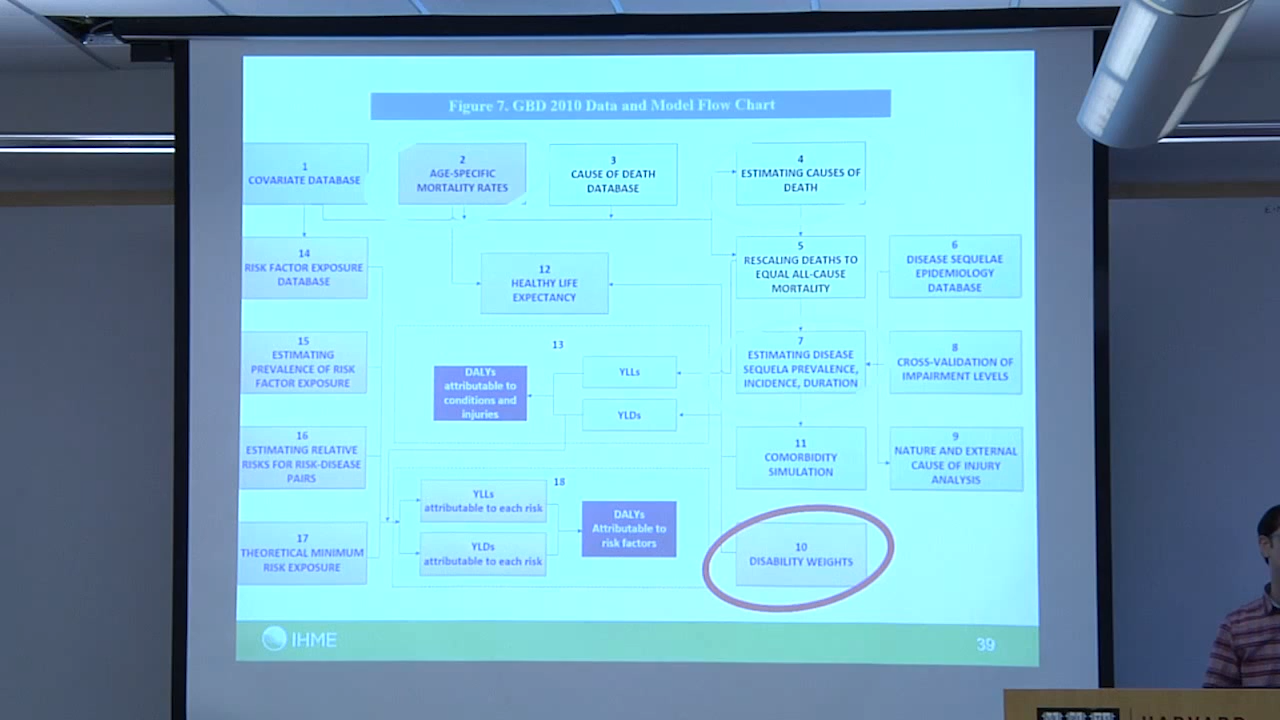 Figure 7. GBD 2010 Data and Model Flow Chart
1
COVARIATE DATABASE
2
AGE-SPECIFIC
MORTALITY RATES
3
CAUSE OF DEATH
DATABASE
4
ESTIMATING CAUSES OF
DEATH
14
RISK FACTOR EXPOSURE
DATABASE
12
HEALTHY LIFE
EXPECTANCY
5
RESCALING DEATHS TO
EQUAL ALL-CAUSE
MORTALITY
6
DISEASE SEQUELAE
EPIDEMIOLOGY
DATABASE
15
ESTIMATING
PREVALENCE OF RISK
FACTOR EXPOSURE
13
DALYs
attributable to
conditions and
injuries
YLLs
YLDs
7
ESTIMATING DISEASE
SEQUELA PREVALENCE,
INCIDENCE, DURATION
8
CROSS-VALIDATION OF
IMPAIRMENT LEVELS
16
ESTIMATING RELATIVE
RISKS FOR RISK-DISEASE
PAIRS
11
COMORBIDITY
SIMULATION
9
NATURE AND EXTERNAL
CAUSE OF INJURY
ANALYSIS
18
YLLs
attributable to each risk
YLDs
attributable to each risk
DALYs
Attributable to
risk factors
17
THEORETICAL MINIMUM
RISK EXPOSURE
10
DISABILITY WEIGHTS
IHME
39